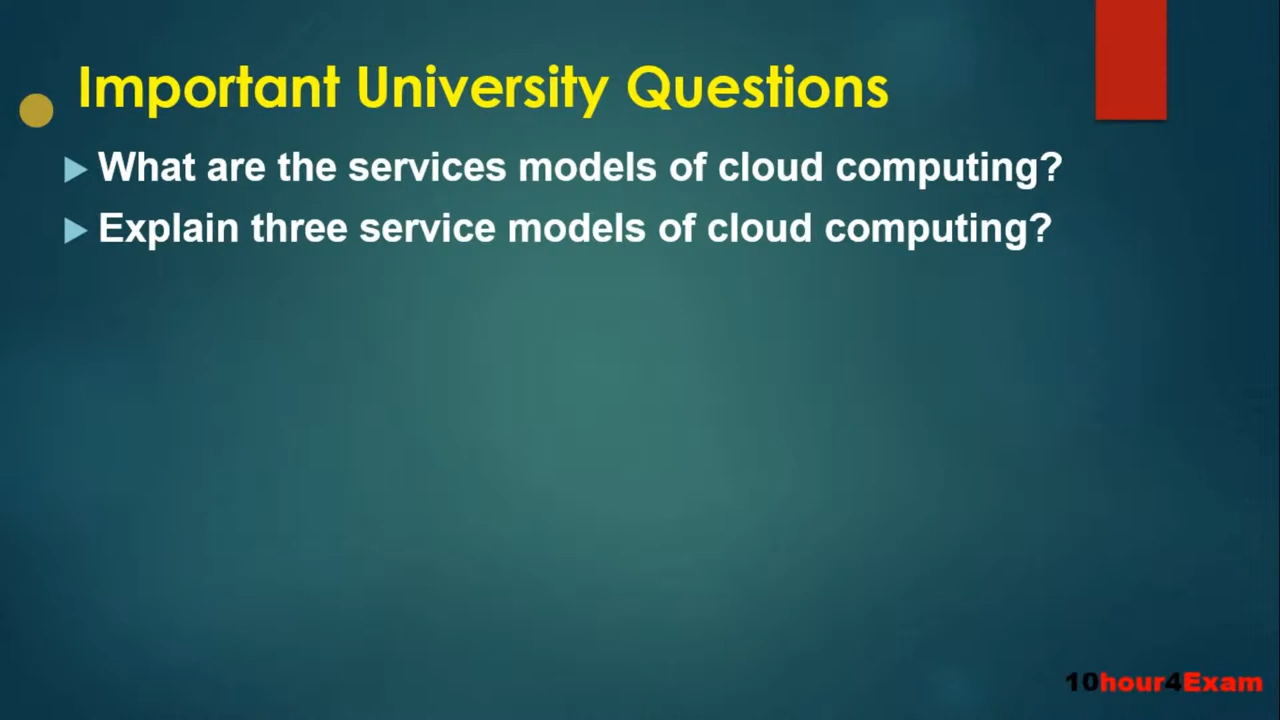 Important University Questions
What are the services models of cloud computing?
Explain three service models of cloud computing?
10hour4Exam